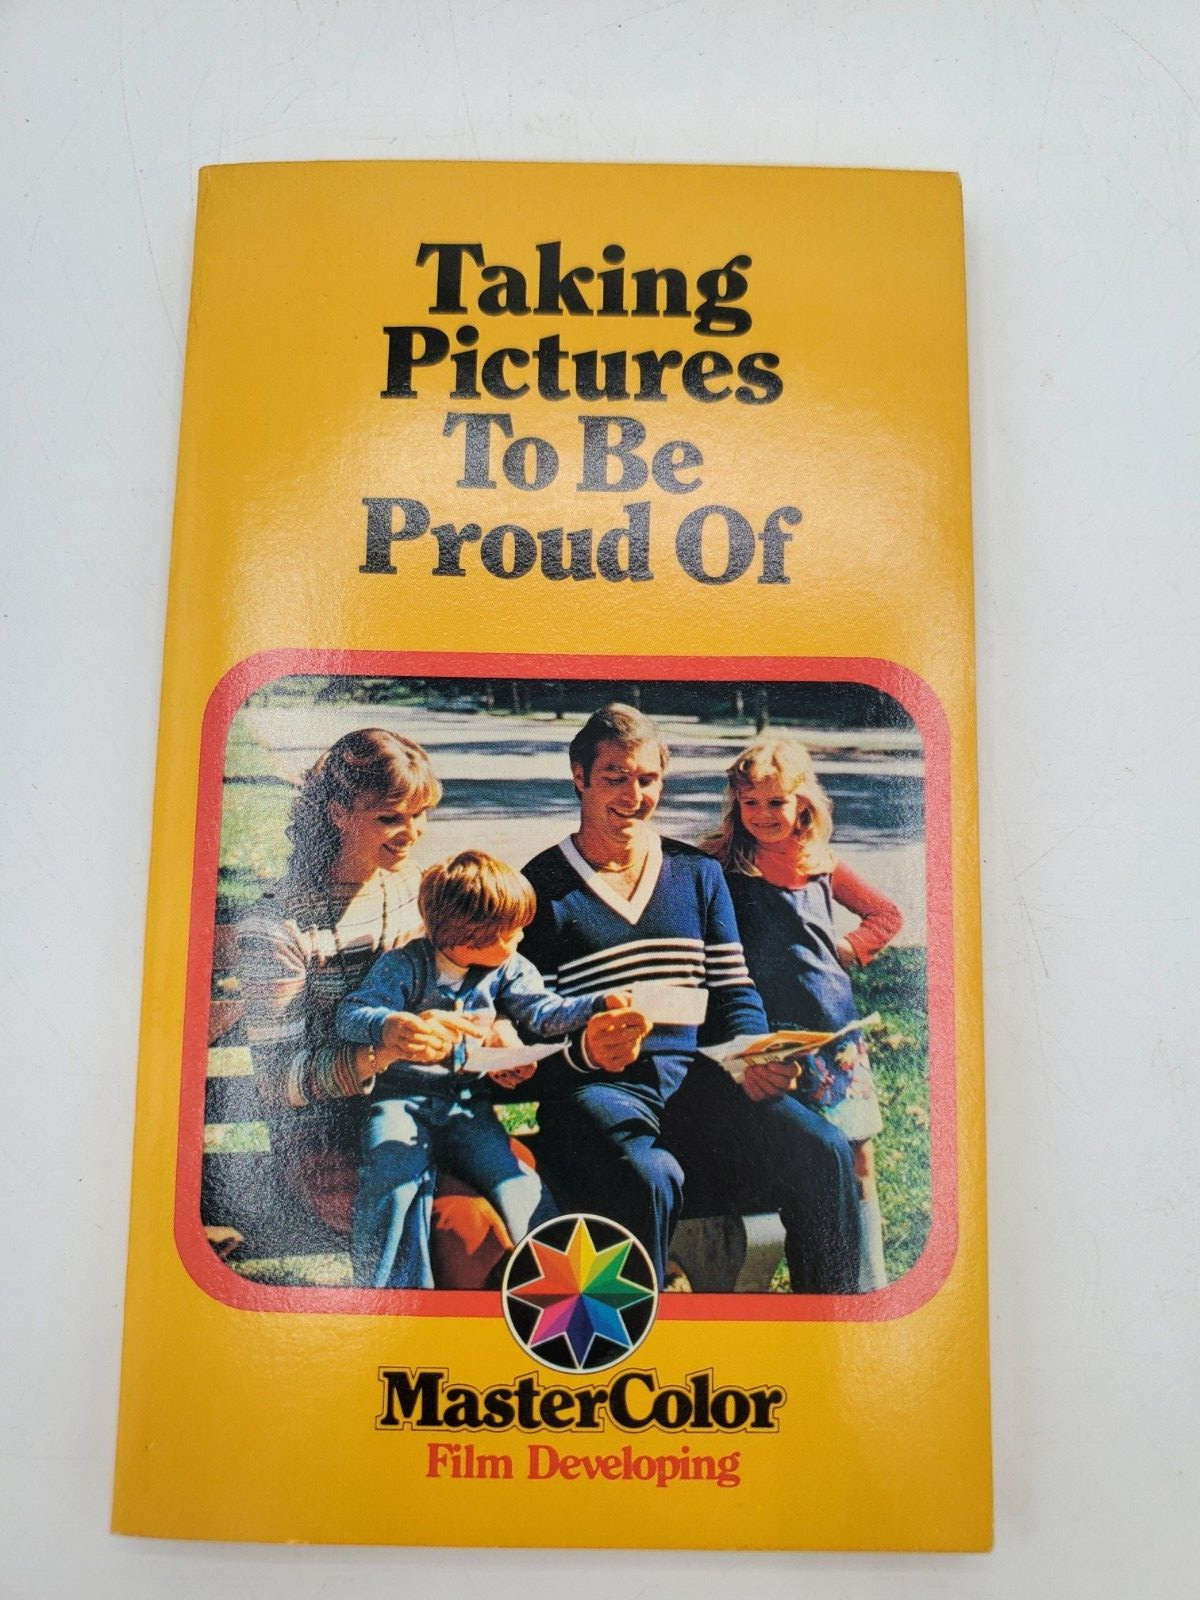 Taking
Pictures
To Be
Proud Of
MasterColor
Film Developing